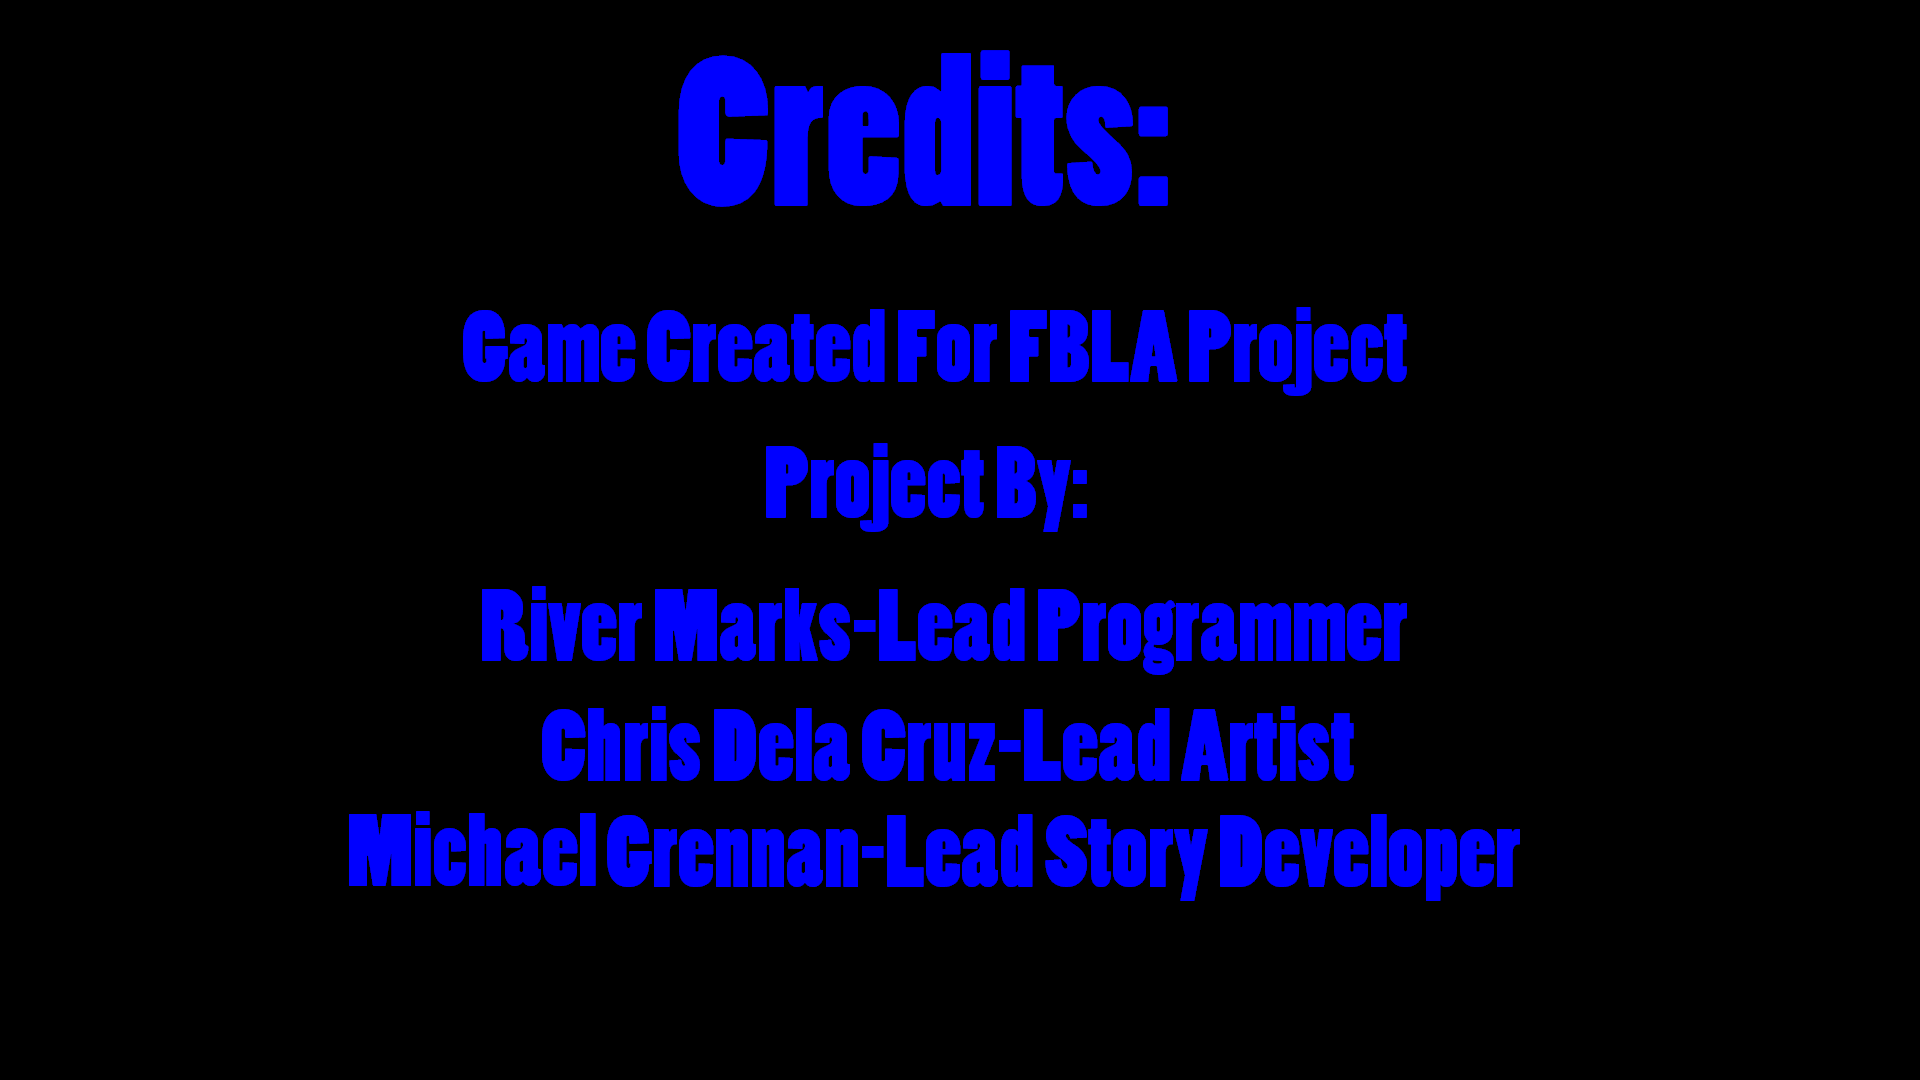 Credits:
Game Created For FBLA Project
Project By:
River Marks-Lead Programmer
Chris Dela Cruz-Lead Artist
Michael Grennan-Lead Story Developer